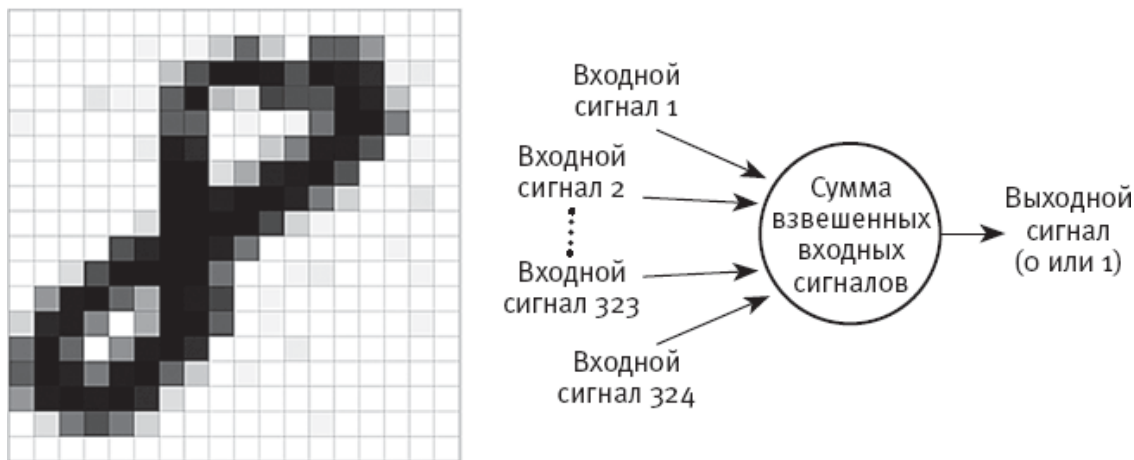 Входной
сигнал 1
Входной
сигнал 2
Входной
сигнал 323
Входной
сигнал 324
Сумма
взвешенных
входных
сигналов
Выходной
сигнал
(0 или 1)